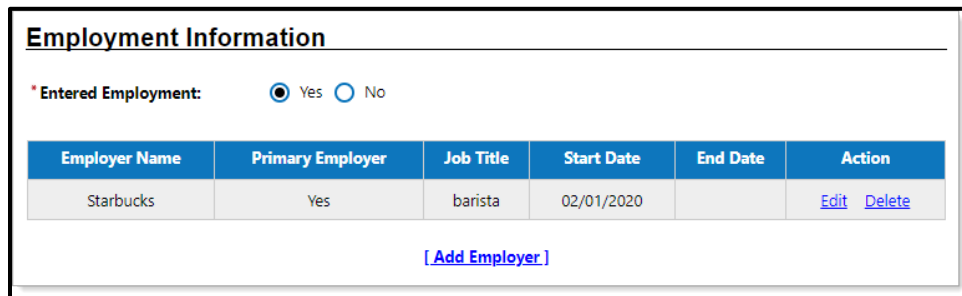 Employment Information
* Entered Employment: Yes No
Employer Name Primary Employer Job Title Start Date End Date Action
Starbucks Yes barista 02/01/2020 Edit Delete
[ Add Employer ]